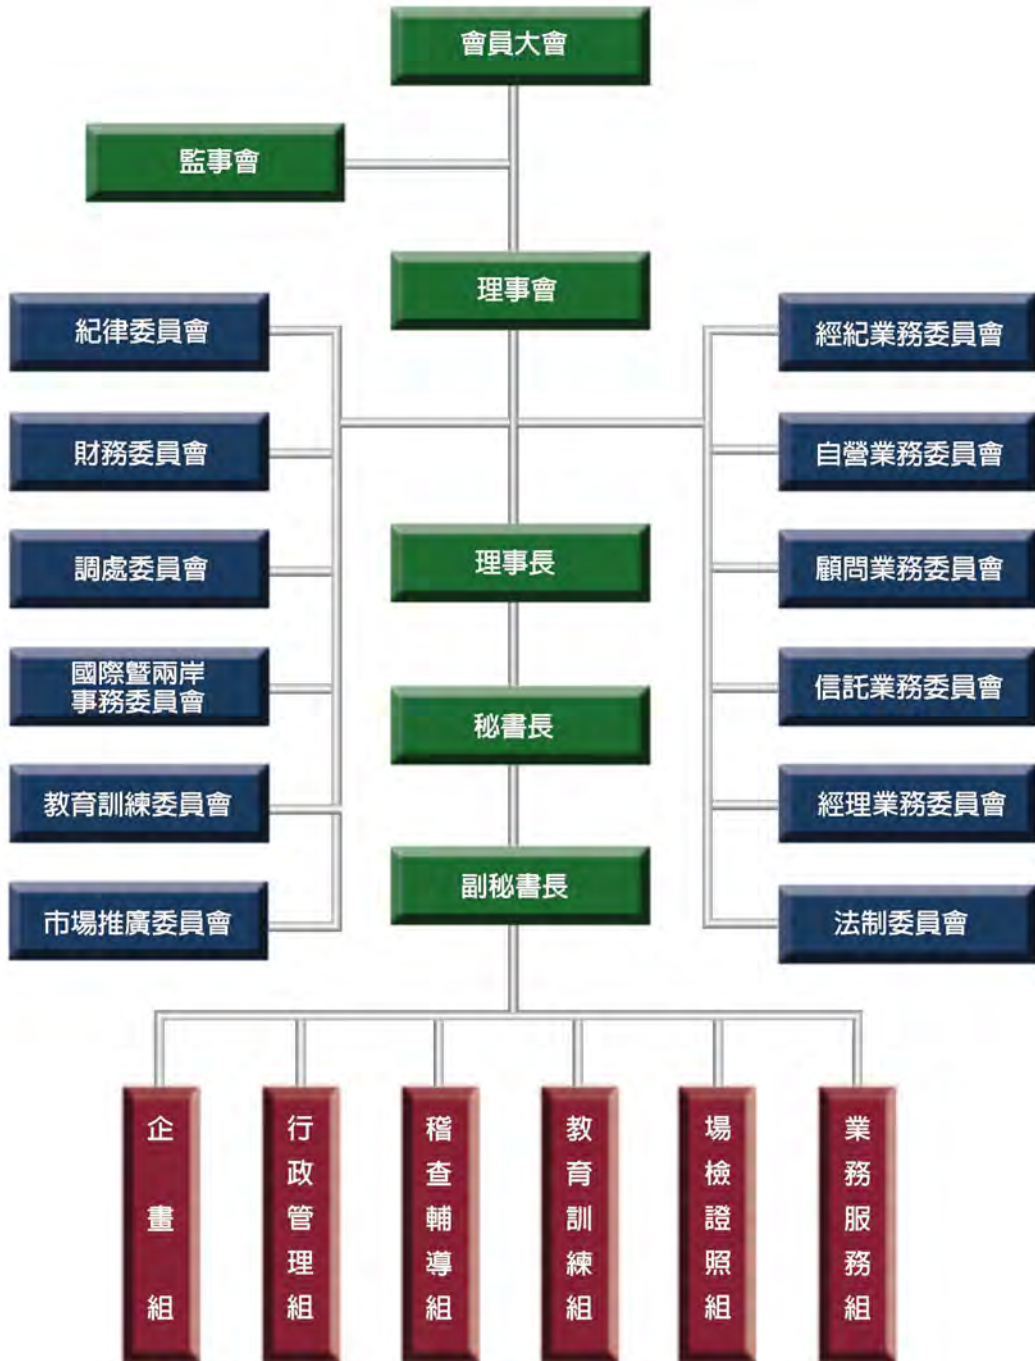 會員大會
監事會
理事會
紀律委員會
財務委員會
調處委員會
國際暨兩岸
事務委員會
教育訓練委員會
市場推廣委員會
經紀業務委員會
自營業務委員會
顧問業務委員會
信託業務委員會
經理業務委員會
法制委員會
理事長
秘書長
副秘書長
企畫組
行政管理組
稽查輔導組
教育訓練組
場檢證照組
業務服務組